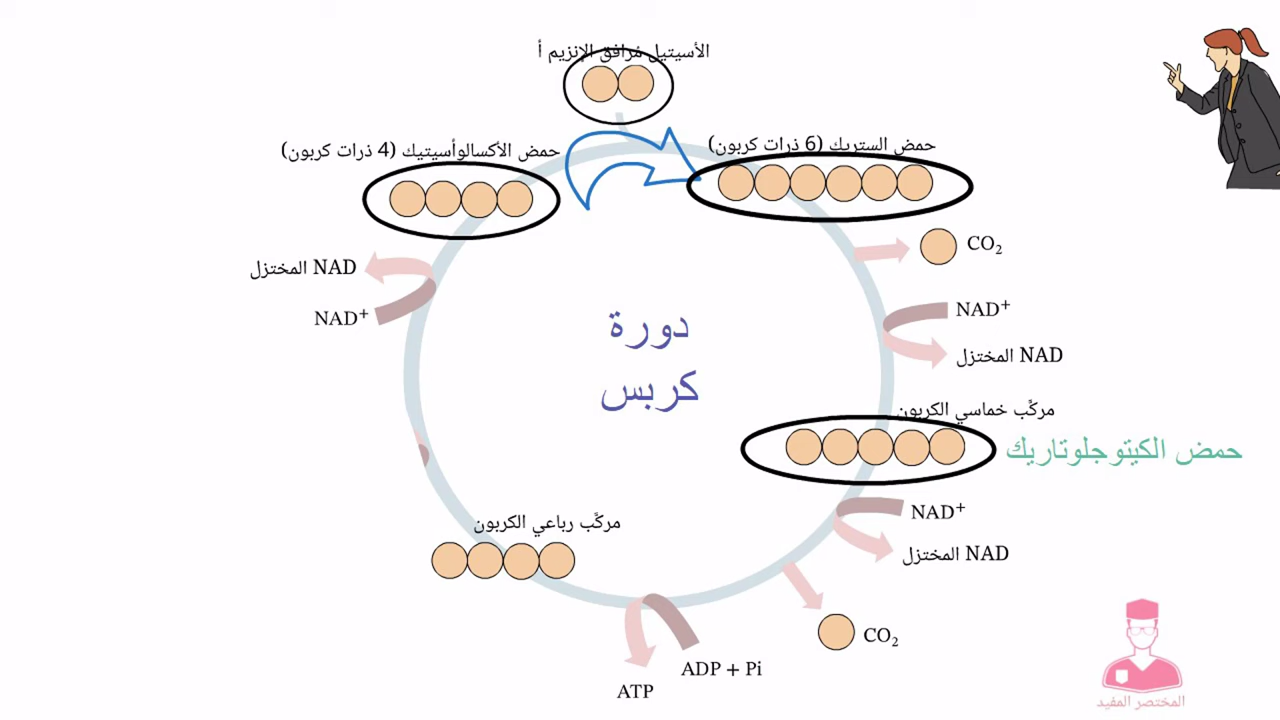 الأسيتيل مُرافق الإنزيم أ
حمض الستريك (6 ذرات كربون)
حمض الأكسالوأسيتيك (4 ذرات كربون)
CO₂
NAD المختزل
NAD⁺
NAD⁺
NAD المختزل
دورة
كربس
مركَّب خماسي الكربون
حمض الكيتوجلوتاريك
NAD⁺
NAD المختزل
مركَّب رباعي الكربون
CO₂
ADP + Pi
ATP
المختصر المفيد